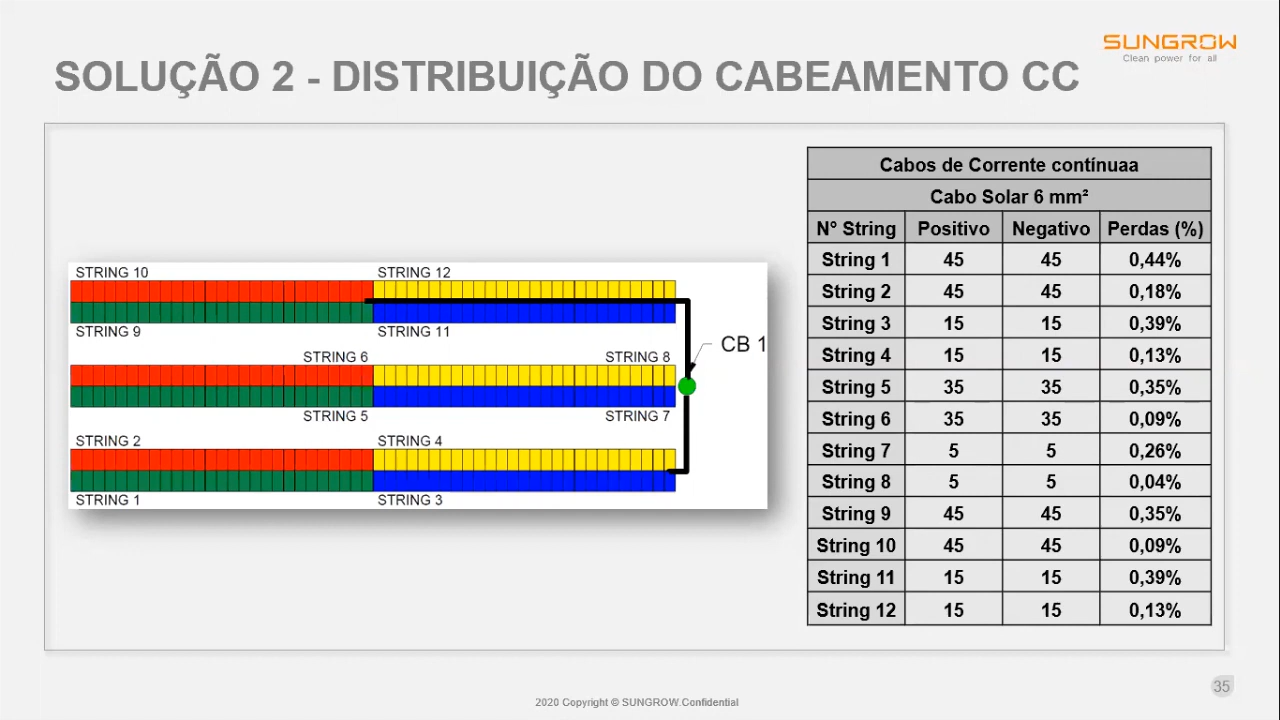 SUNGROW
Clean power for all
SOLUÇÃO 2 - DISTRIBUIÇÃO DO CABEAMENTO CC
STRING 10 STRING 12
STRING 9 STRING 11
CB 1
STRING 6 STRING 8
STRING 5 STRING 7
STRING 2 STRING 4
STRING 1 STRING 3
Cabos de Corrente contínuaa
Cabo Solar 6 mm²
N° String Positivo Negativo Perdas (%)
String 1 45 45 0,44%
String 2 45 45 0,18%
String 3 15 15 0,39%
String 4 15 15 0,13%
String 5 35 35 0,35%
String 6 35 35 0,09%
String 7 5 5 0,26%
String 8 5 5 0,04%
String 9 45 45 0,35%
String 10 45 45 0,09%
String 11 15 15 0,39%
String 12 15 15 0,13%
2020 Copyright © SUNGROW.Confidential
35